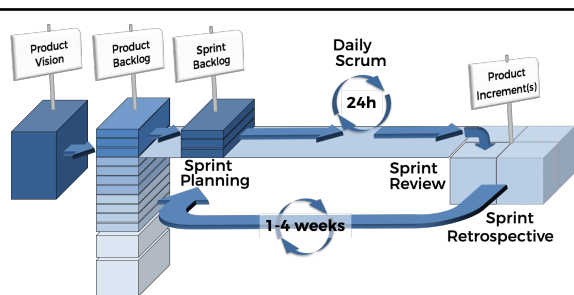 Product
Vision
Product
Backlog
Sprint
Backlog
Daily
Scrum
24h
Product
Increment(s)
Sprint
Planning
Sprint
Review
1-4 weeks
Sprint
Retrospective